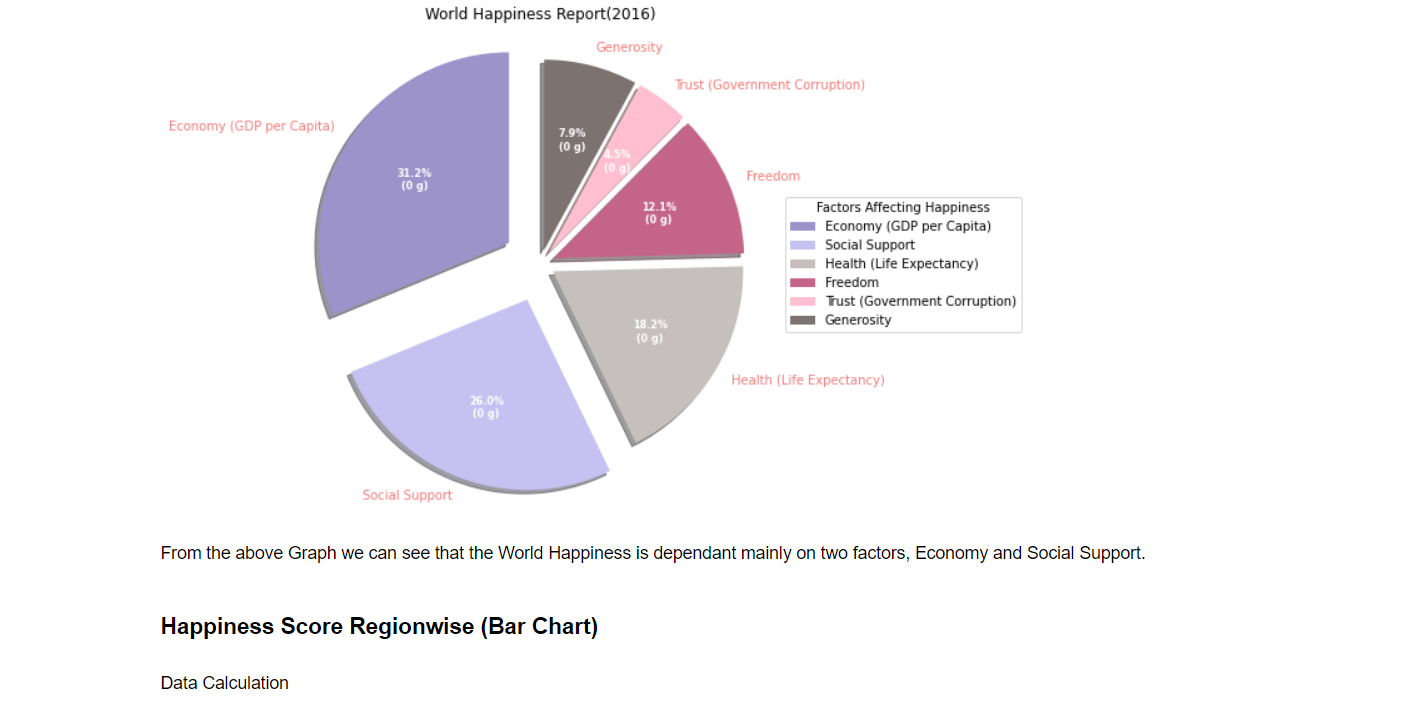 World Happiness Report(2016)
Generosity
Trust (Government Corruption)
Economy (GDP per Capita)
7.9%
(0 g)
4.5%
(0 g)
31.2%
(0 g)
Freedom
12.1%
(0 g)
Factors Affecting Happiness
Economy (GDP per Capita)
Social Support
Health (Life Expectancy)
Freedom
Trust (Government Corruption)
Generosity
18.2%
(0 g)
Health (Life Expectancy)
26.0%
(0 g)
Social Support
From the above Graph we can see that the World Happiness is dependant mainly on two factors, Economy and Social Support.
Happiness Score Regionwise (Bar Chart)
Data Calculation